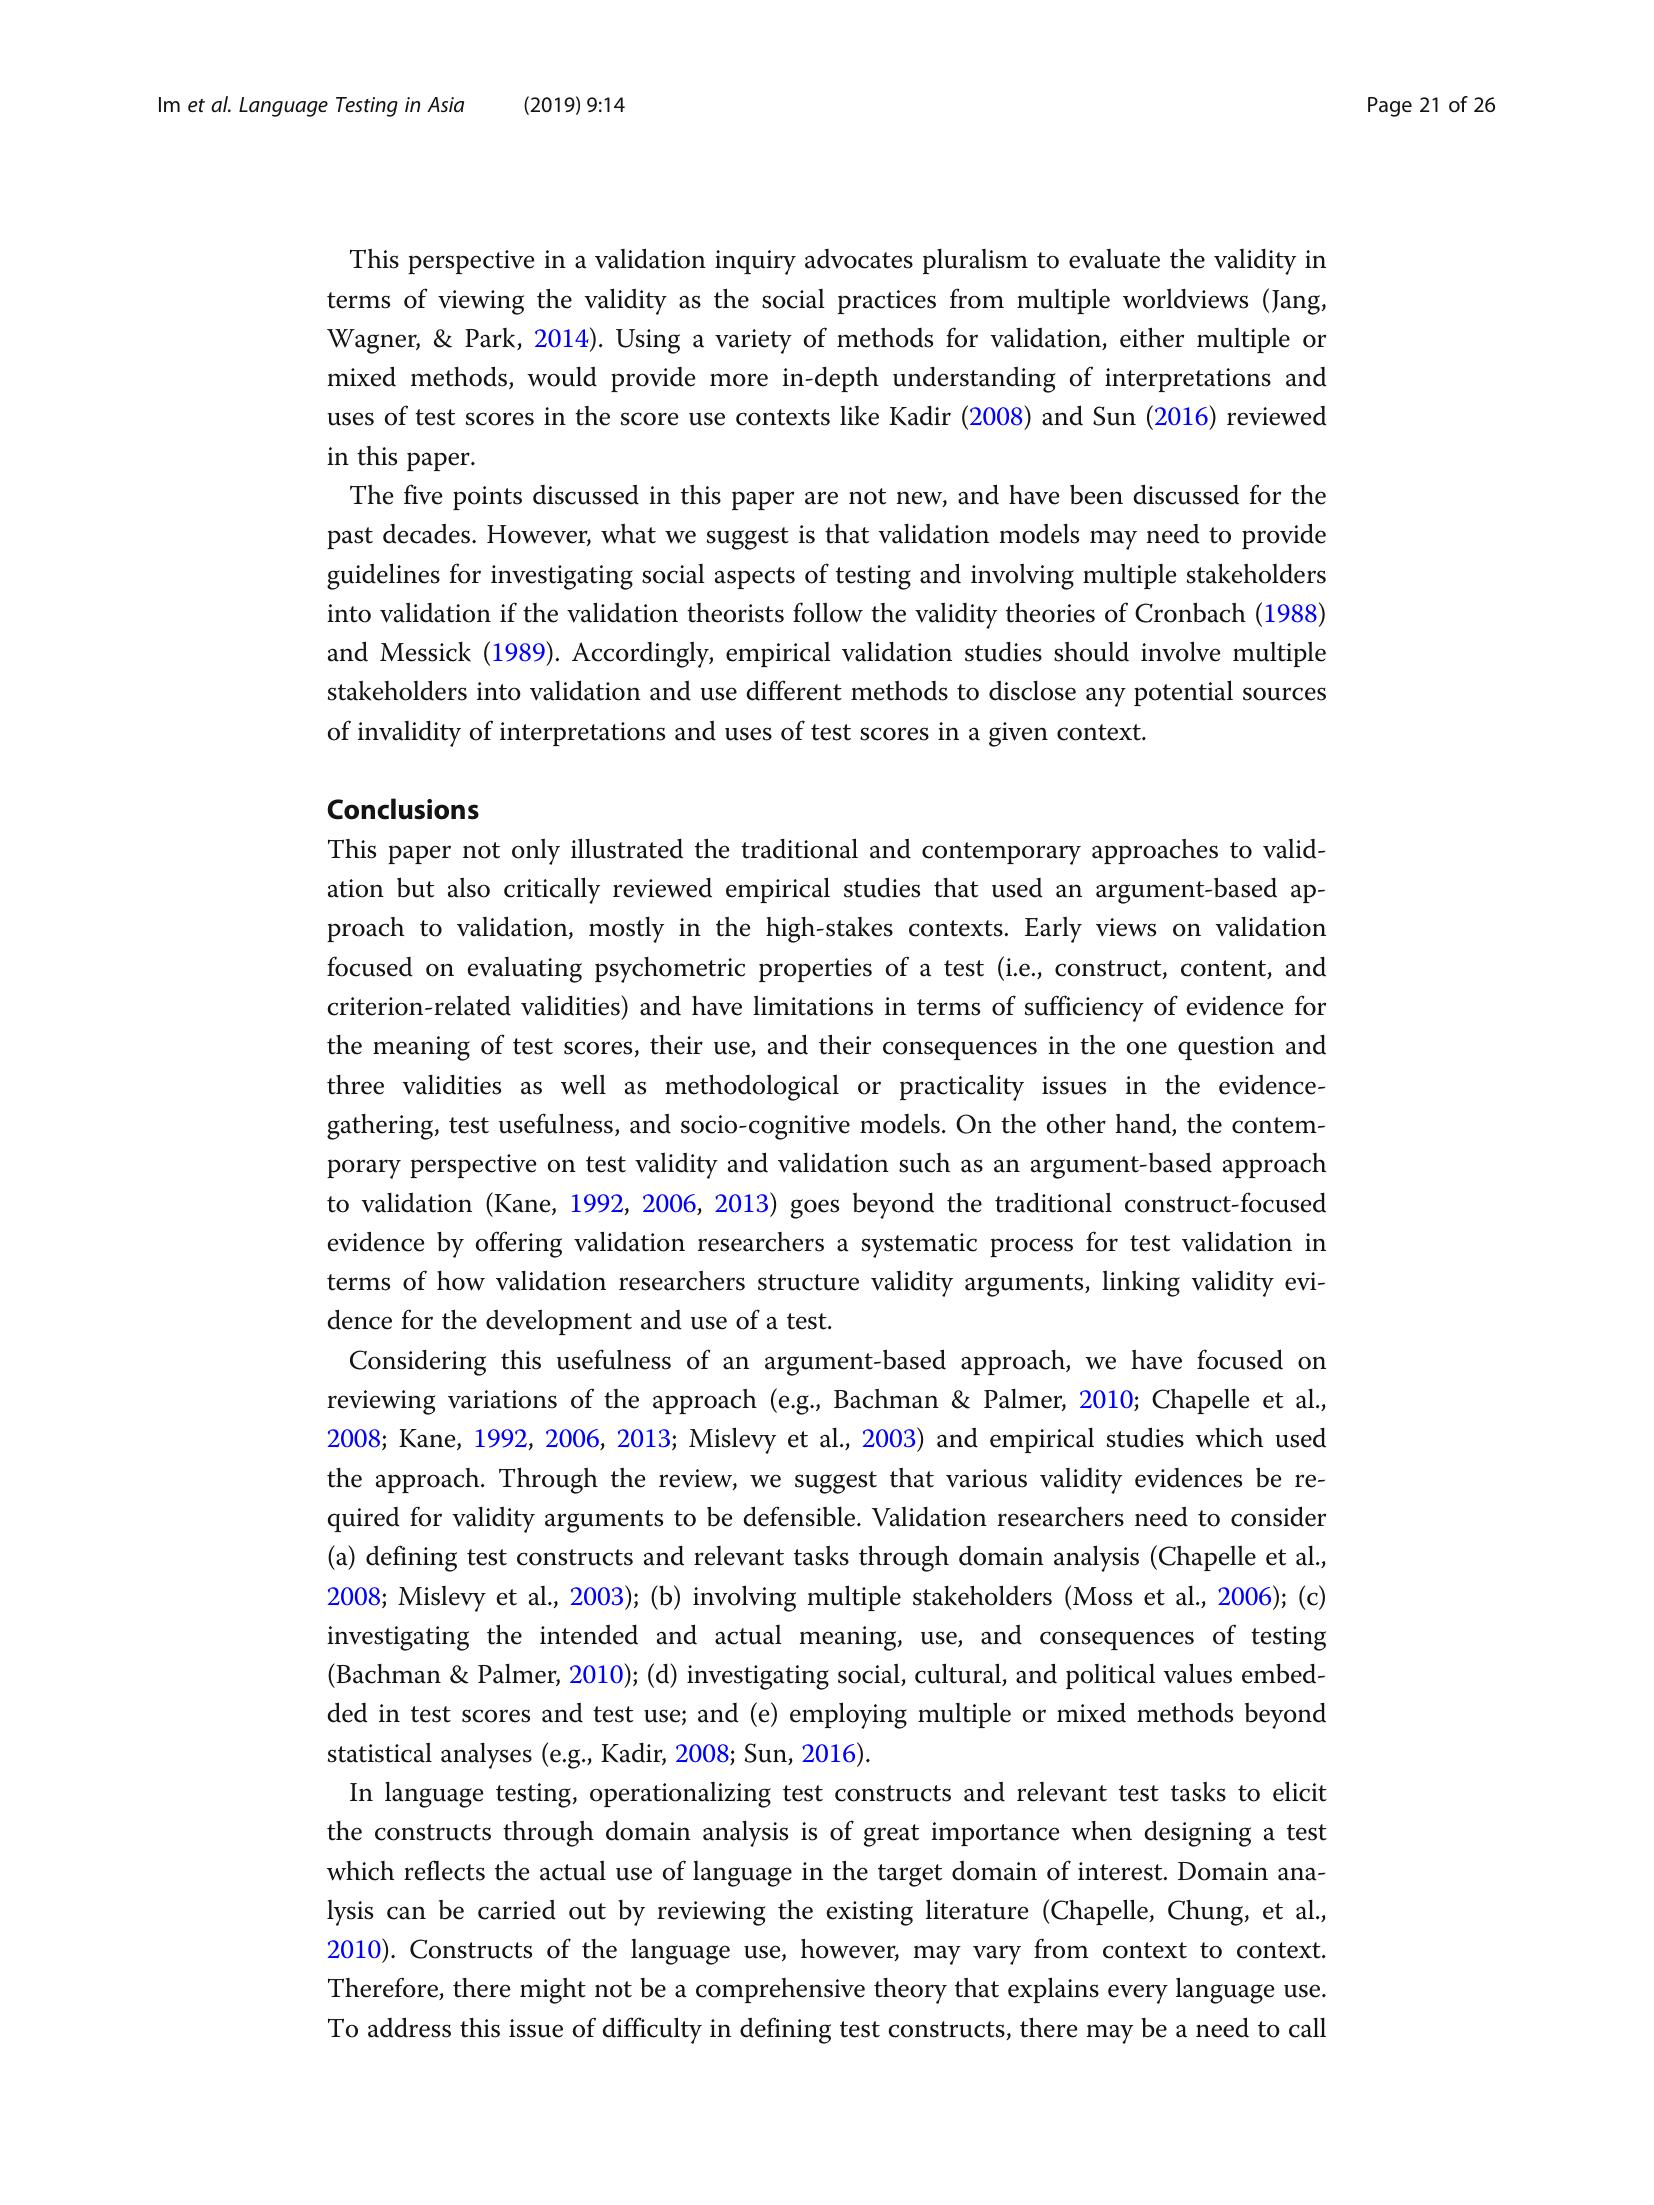 Im et al. Language Testing in Asia (2019) 9:14 Page 21 of 26
This perspective in a validation inquiry advocates pluralism to evaluate the validity in
terms of viewing the validity as the social practices from multiple worldviews (Jang,
Wagner, & Park, 2014). Using a variety of methods for validation, either multiple or
mixed methods, would provide more in-depth understanding of interpretations and
uses of test scores in the score use contexts like Kadir (2008) and Sun (2016) reviewed
in this paper.
The five points discussed in this paper are not new, and have been discussed for the
past decades. However, what we suggest is that validation models may need to provide
guidelines for investigating social aspects of testing and involving multiple stakeholders
into validation if the validation theorists follow the validity theories of Cronbach (1988)
and Messick (1989). Accordingly, empirical validation studies should involve multiple
stakeholders into validation and use different methods to disclose any potential sources
of invalidity of interpretations and uses of test scores in a given context.
Conclusions
This paper not only illustrated the traditional and contemporary approaches to valid-
ation but also critically reviewed empirical studies that used an argument-based ap-
proach to validation, mostly in the high-stakes contexts. Early views on validation
focused on evaluating psychometric properties of a test (i.e., construct, content, and
criterion-related validities) and have limitations in terms of sufficiency of evidence for
the meaning of test scores, their use, and their consequences in the one question and
three validities as well as methodological or practicality issues in the evidence-
gathering, test usefulness, and socio-cognitive models. On the other hand, the contem-
porary perspective on test validity and validation such as an argument-based approach
to validation (Kane, 1992, 2006, 2013) goes beyond the traditional construct-focused
evidence by offering validation researchers a systematic process for test validation in
terms of how validation researchers structure validity arguments, linking validity evi-
dence for the development and use of a test.
Considering this usefulness of an argument-based approach, we have focused on
reviewing variations of the approach (e.g., Bachman & Palmer, 2010; Chapelle et al.,
2008; Kane, 1992, 2006, 2013; Mislevy et al., 2003) and empirical studies which used
the approach. Through the review, we suggest that various validity evidences be re-
quired for validity arguments to be defensible. Validation researchers need to consider
(a) defining test constructs and relevant tasks through domain analysis (Chapelle et al.,
2008; Mislevy et al., 2003); (b) involving multiple stakeholders (Moss et al., 2006); (c)
investigating the intended and actual meaning, use, and consequences of testing
(Bachman & Palmer, 2010); (d) investigating social, cultural, and political values embed-
ded in test scores and test use; and (e) employing multiple or mixed methods beyond
statistical analyses (e.g., Kadir, 2008; Sun, 2016).
In language testing, operationalizing test constructs and relevant test tasks to elicit
the constructs through domain analysis is of great importance when designing a test
which reflects the actual use of language in the target domain of interest. Domain ana-
lysis can be carried out by reviewing the existing literature (Chapelle, Chung, et al.,
2010). Constructs of the language use, however, may vary from context to context.
Therefore, there might not be a comprehensive theory that explains every language use.
To address this issue of difficulty in defining test constructs, there may be a need to call